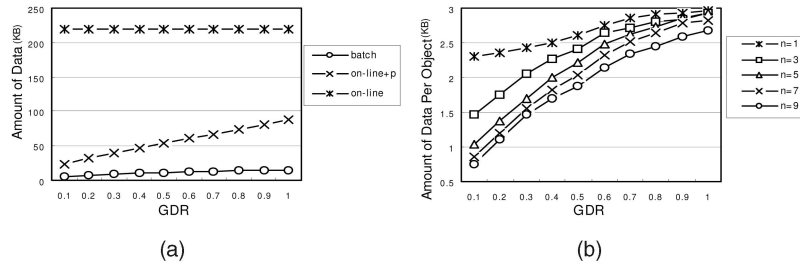 Amount of Data (KB)
250
200
150
100
50
0
0.1 0.2 0.3 0.4 0.5 0.6 0.7 0.8 0.9 1
GDR
batch
on-line+p
on-line
(a)
Amount of Data Per Object(KB)
3
2.5
2
1.5
1
0.5
0.1 0.2 0.3 0.4 0.5 0.6 0.7 0.8 0.9 1
GDR
n=1
n=3
n=5
n=7
n=9
(b)